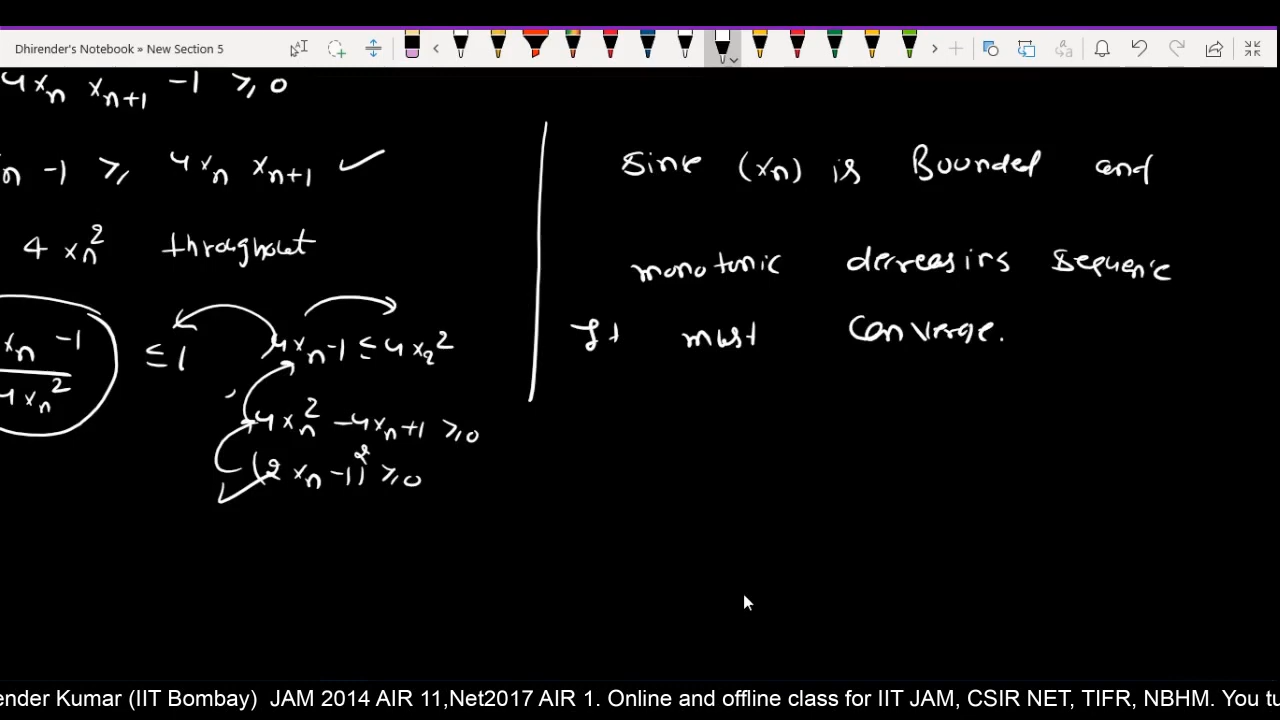 Dhirender's Notebook » New Section 5
4xn xn+1 -1 ≥ 0
xn -1 ≥ 4xn xn+1 ✓
4xn² throughout
xn -1
4xn²
≤ 1
4xn -1 ≤ 4xn²
4xn² -4xn +1 ≥ 0
(2xn -1)² ≥ 0
Since (xn) is Bounded and
monotonic decreasing sequence
It must Converge.
ender Kumar (IIT Bombay) JAM 2014 AIR 11,Net2017 AIR 1. Online and offline class for IIT JAM, CSIR NET, TIFR, NBHM. You tu